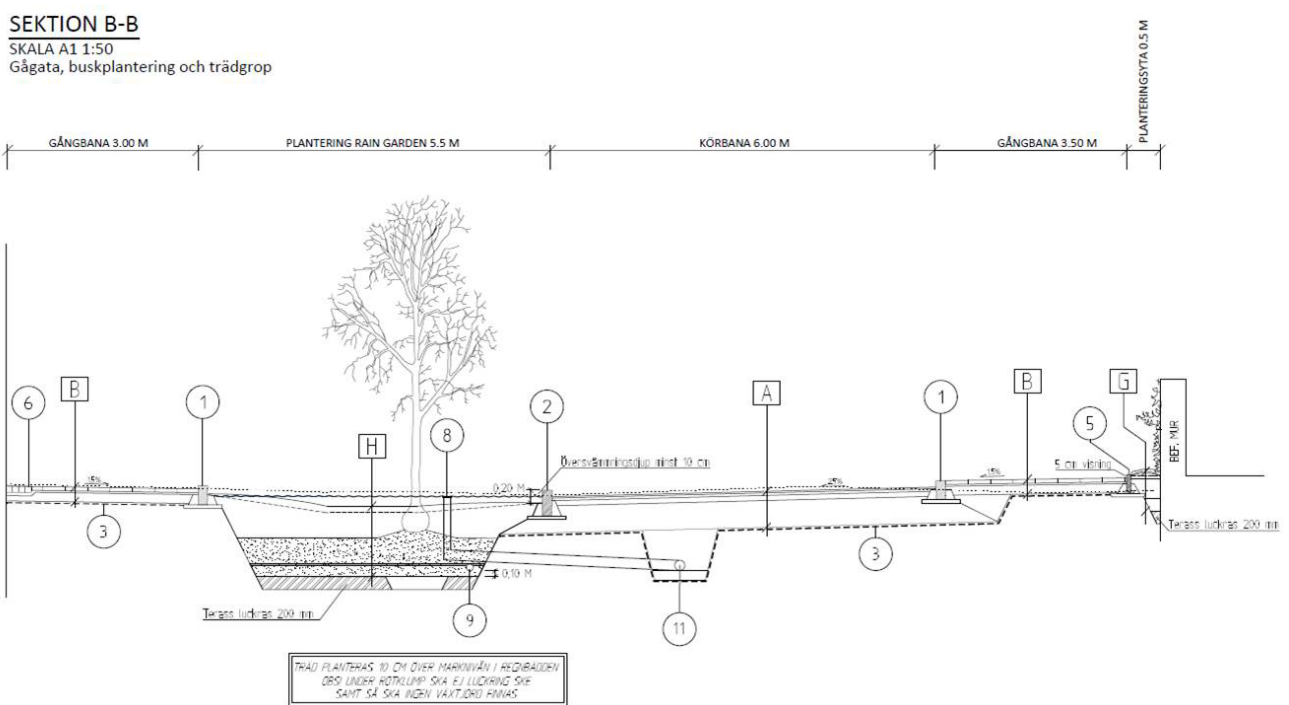 SEKTION B-B
SKALA A1 1:50
Gågata, buskplantering och trädgrop
PLANTERINGSYTA 0.5 M
GÅNGBANA 3.00 M
PLANTERING RAIN GARDEN 5.5 M
KÖRBANA 6.00 M
GÅNGBANA 3.50 M
6
B
1
H
8
2
A
1
B
G
5
BEF. MUR
Översvämmningsdjup minst 10 cm
5 cm visning
0,20 M
3
3
Terass luckras 200 mm
0,10 M
Terass luckras 200 mm
9
11
TRÄD PLANTERAS 10 CM ÖVER MARKNIVÅN I REGNBÄDDEN
OBS! UNDER ROTKLUMP SKA EJ LUCKRING SKE
SAMT SÅ SKA INGEN VÄXTJORD FINNAS